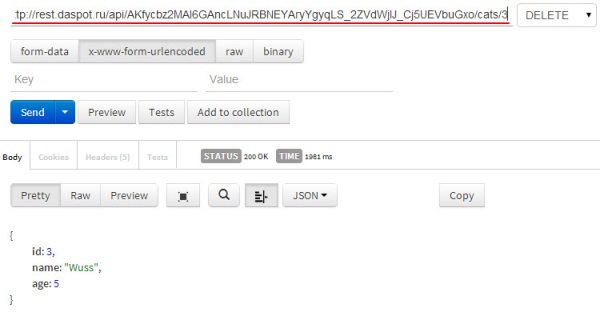 :tp://rest.daspot.ru/api/AKfycbz2MAl6GAncLNuJRBNEYAryYgyqLS_2ZVdWjlJ_Cj5UEVbuGxo/cats/3 DELETE
form-data x-www-form-urlencoded raw binary
Key Value
Send Preview Tests Add to collection
Body Cookies Headers (5) Tests STATUS 200 OK TIME 1981 ms
Pretty Raw Preview JSON Copy
{
id: 3,
name: "Wuss",
age: 5
}